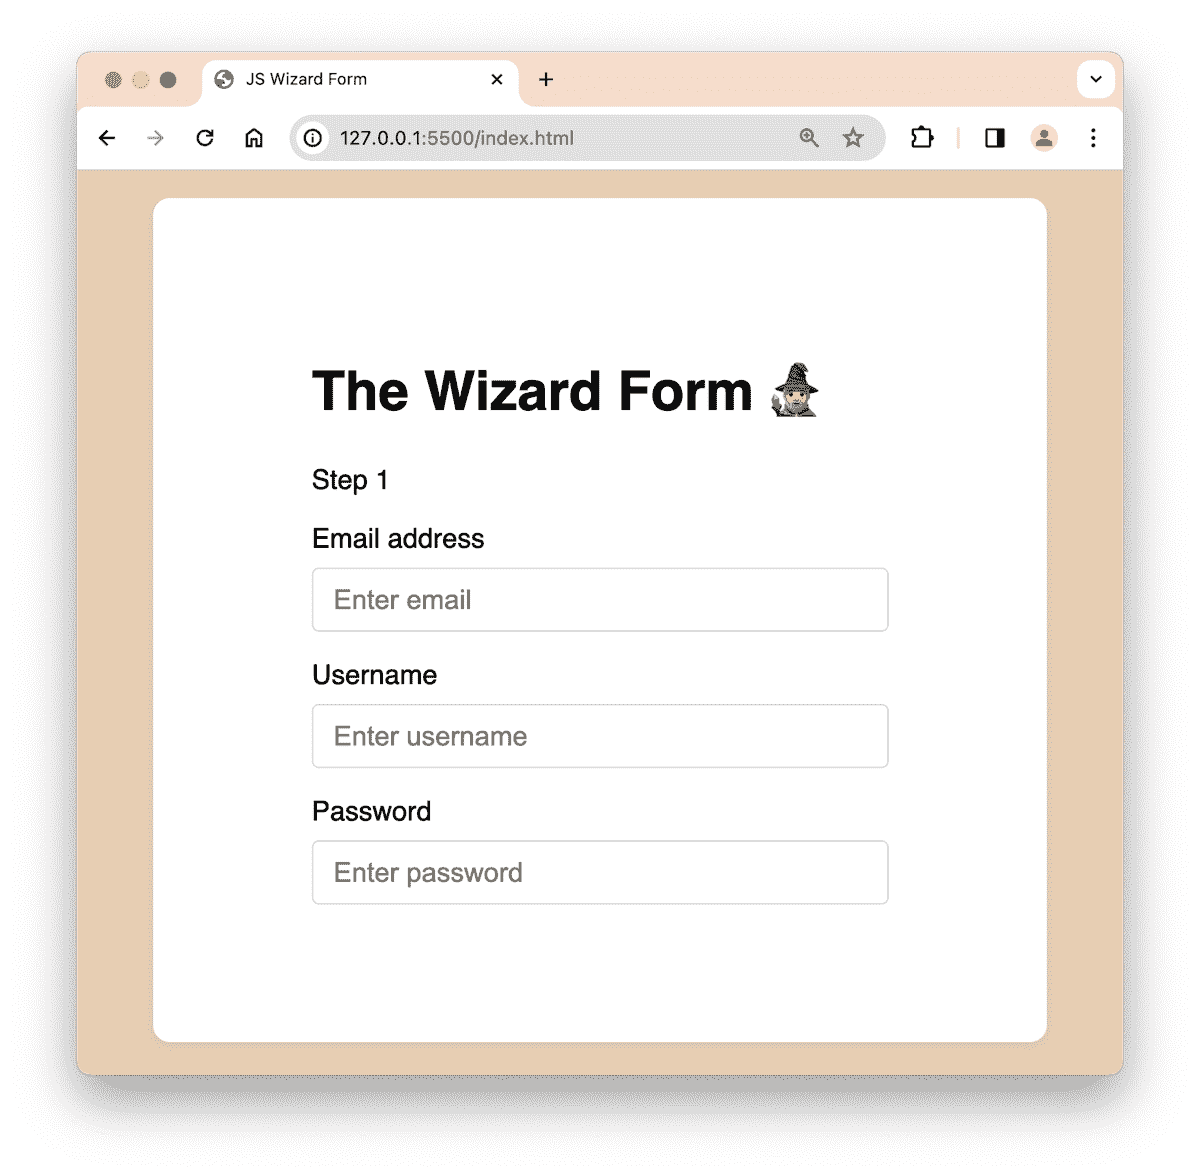 JS Wizard Form
127.0.0.1:5500/index.html
The Wizard Form 🧙
Step 1
Email address
Enter email
Username
Enter username
Password
Enter password